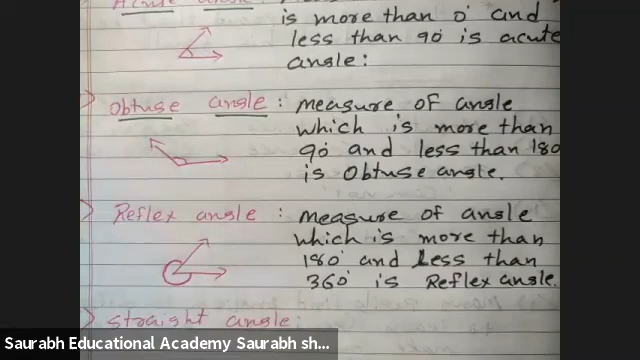 Acute angle
is more than 0° and
less than 90° is acute
angle:
Obtuse angle : measure of angle
which is more than
90° and less than 180
is Obtuse angle.
Reflex angle : measure of angle
which is more than
180° and Less than
360° is Reflex angle.
straight angle:
Saurabh Educational Academy Saurabh sh...